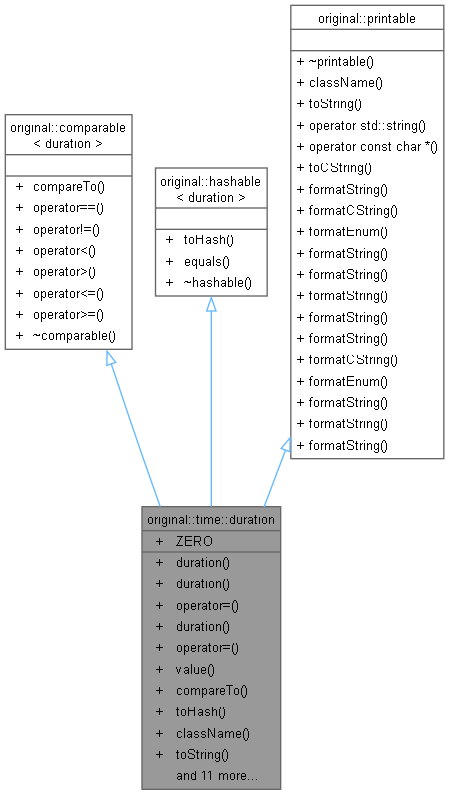 original::printable
+ ~printable()
+ className()
+ toString()
+ operator std::string()
+ operator const char *()
+ toCString()
+ formatString()
+ formatCString()
+ formatEnum()
+ formatString()
+ formatString()
+ formatString()
+ formatString()
+ formatString()
+ formatCString()
+ formatEnum()
+ formatString()
+ formatString()
+ formatString()
original::comparable
< duration >
+ compareTo()
+ operator==()
+ operator!=()
+ operator<()
+ operator>()
+ operator<=()
+ operator>=()
+ ~comparable()
original::hashable
< duration >
+ toHash()
+ equals()
+ ~hashable()
original::time::duration
+ ZERO
+ duration()
+ duration()
+ operator=()
+ duration()
+ operator=()
+ value()
+ compareTo()
+ toHash()
+ className()
+ toString()
and 11 more...